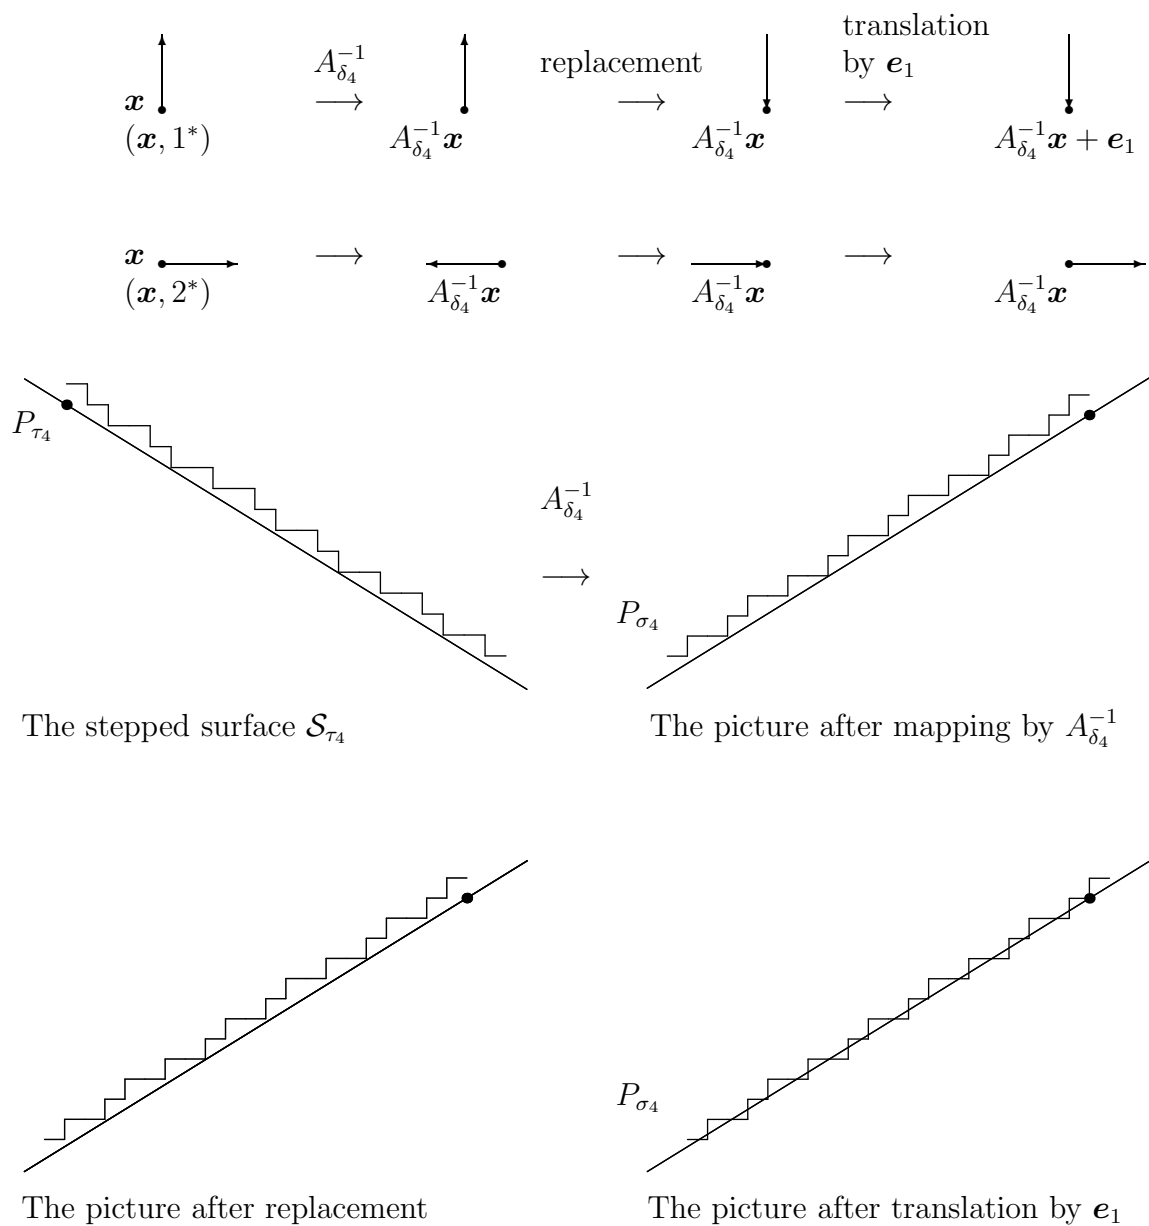 translation
A_{δ_4}^{-1} replacement by e_1
x ⟶ ⟶ ⟶
(x, 1^*) A_{δ_4}^{-1}x A_{δ_4}^{-1}x A_{δ_4}^{-1}x + e_1
x ⟶ ⟶ ⟶
(x, 2^*) A_{δ_4}^{-1}x A_{δ_4}^{-1}x A_{δ_4}^{-1}x
P_{τ_4}
A_{δ_4}^{-1}
⟶
P_{σ_4}
The stepped surface 𝓢_{τ_4} The picture after mapping by A_{δ_4}^{-1}
P_{σ_4}
The picture after replacement The picture after translation by e_1